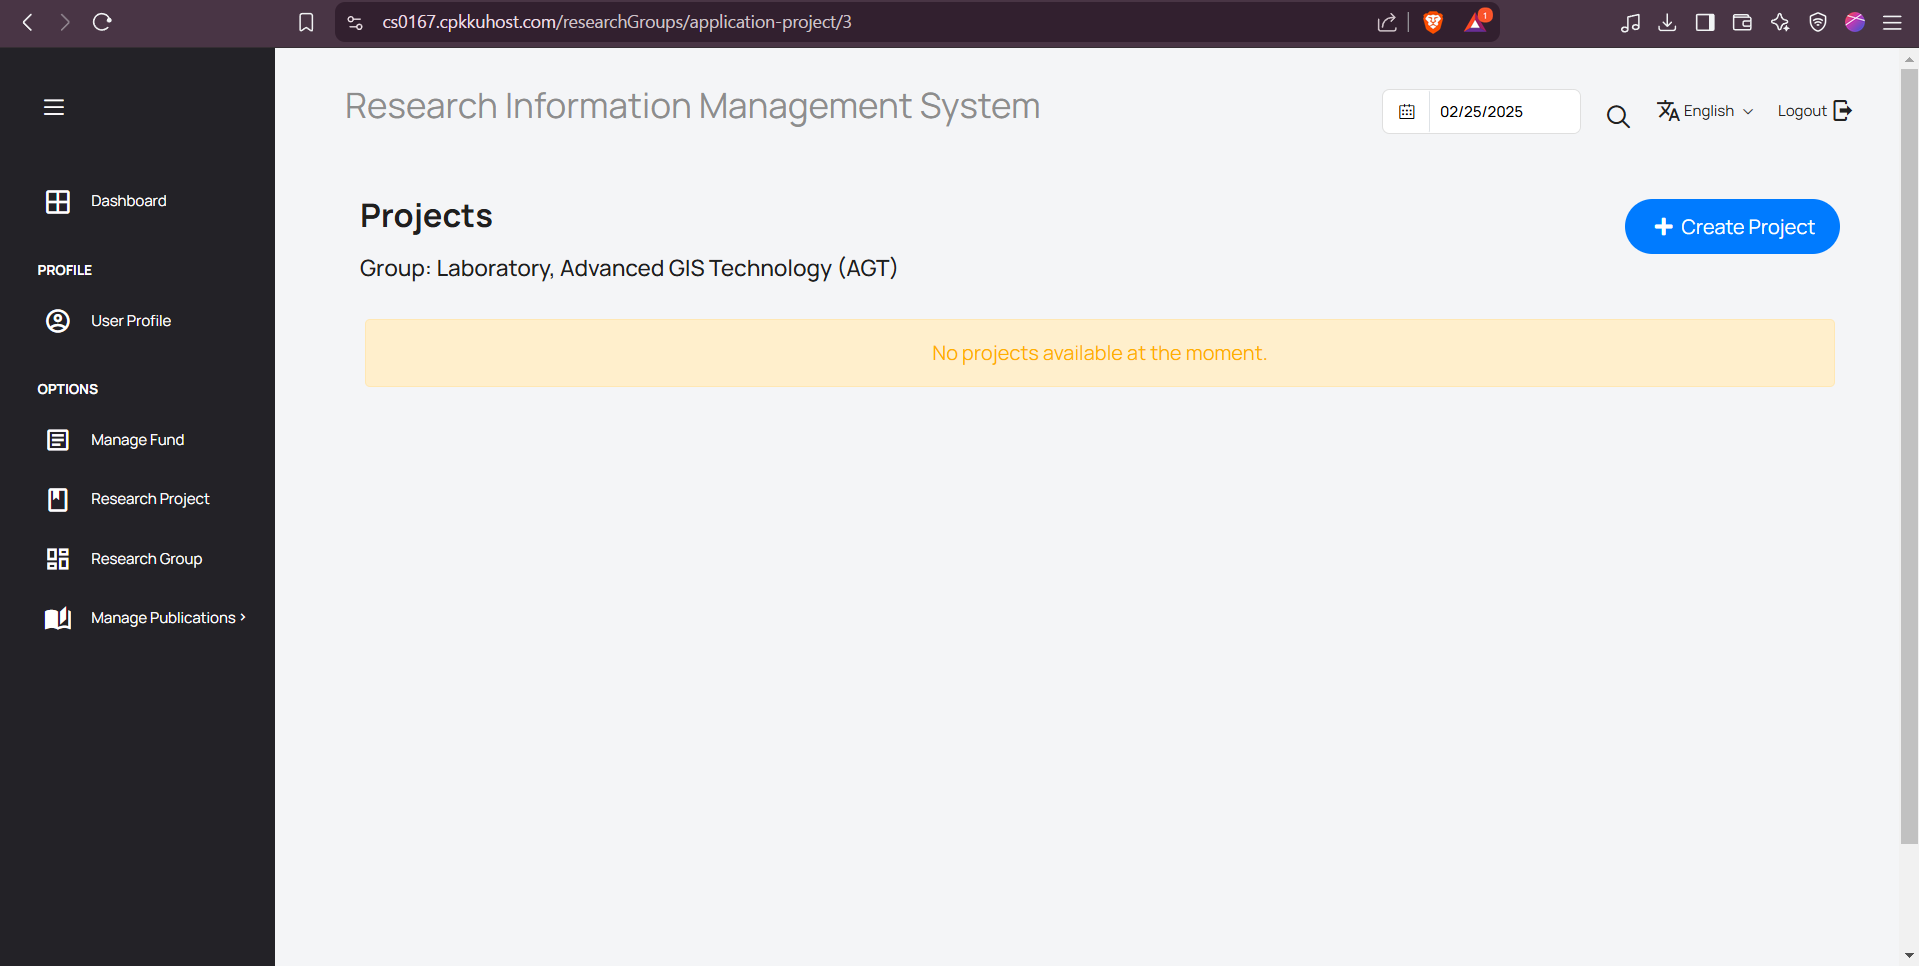 cs0167.cpkkuhost.com/researchGroups/application-project/3
1
Research Information Management System
02/25/2025
English
Logout
Dashboard
PROFILE
User Profile
OPTIONS
Manage Fund
Research Project
Research Group
Manage Publications
Projects
Create Project
Group: Laboratory, Advanced GIS Technology (AGT)
No projects available at the moment.